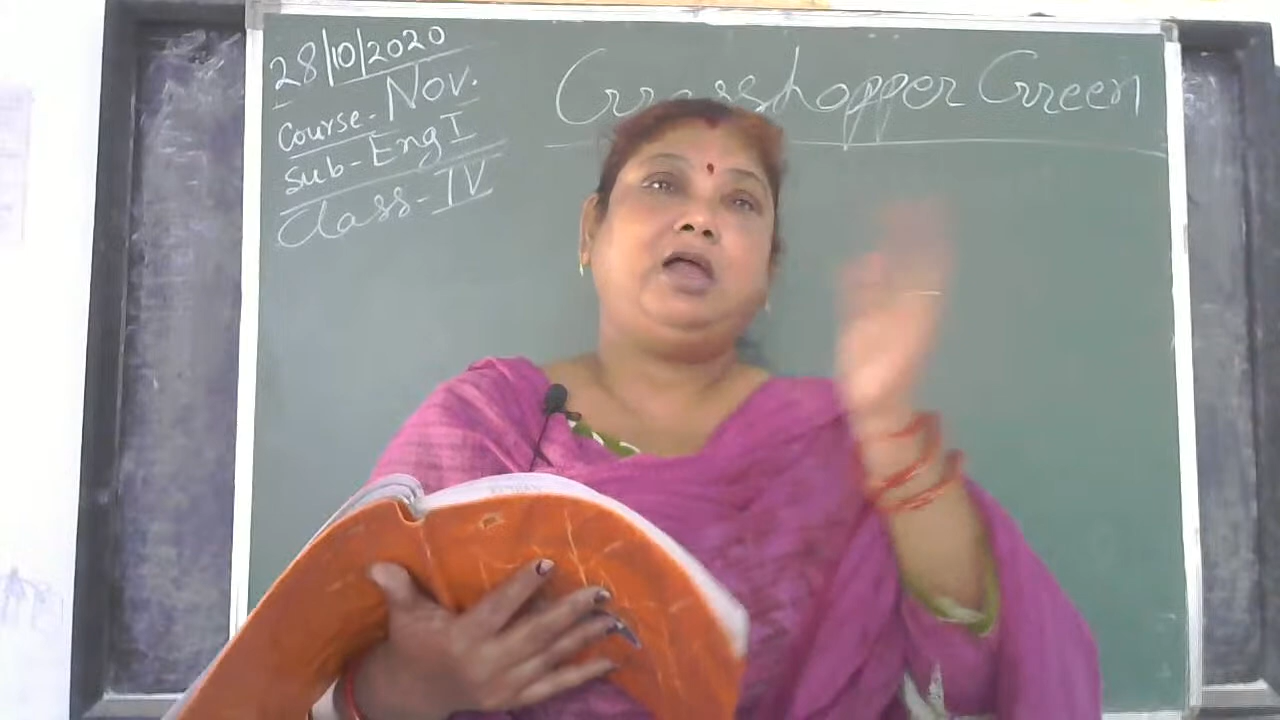 28/10/2020
Course - Nov.
Sub - Eng I
Class - IV
Grasshopper Green